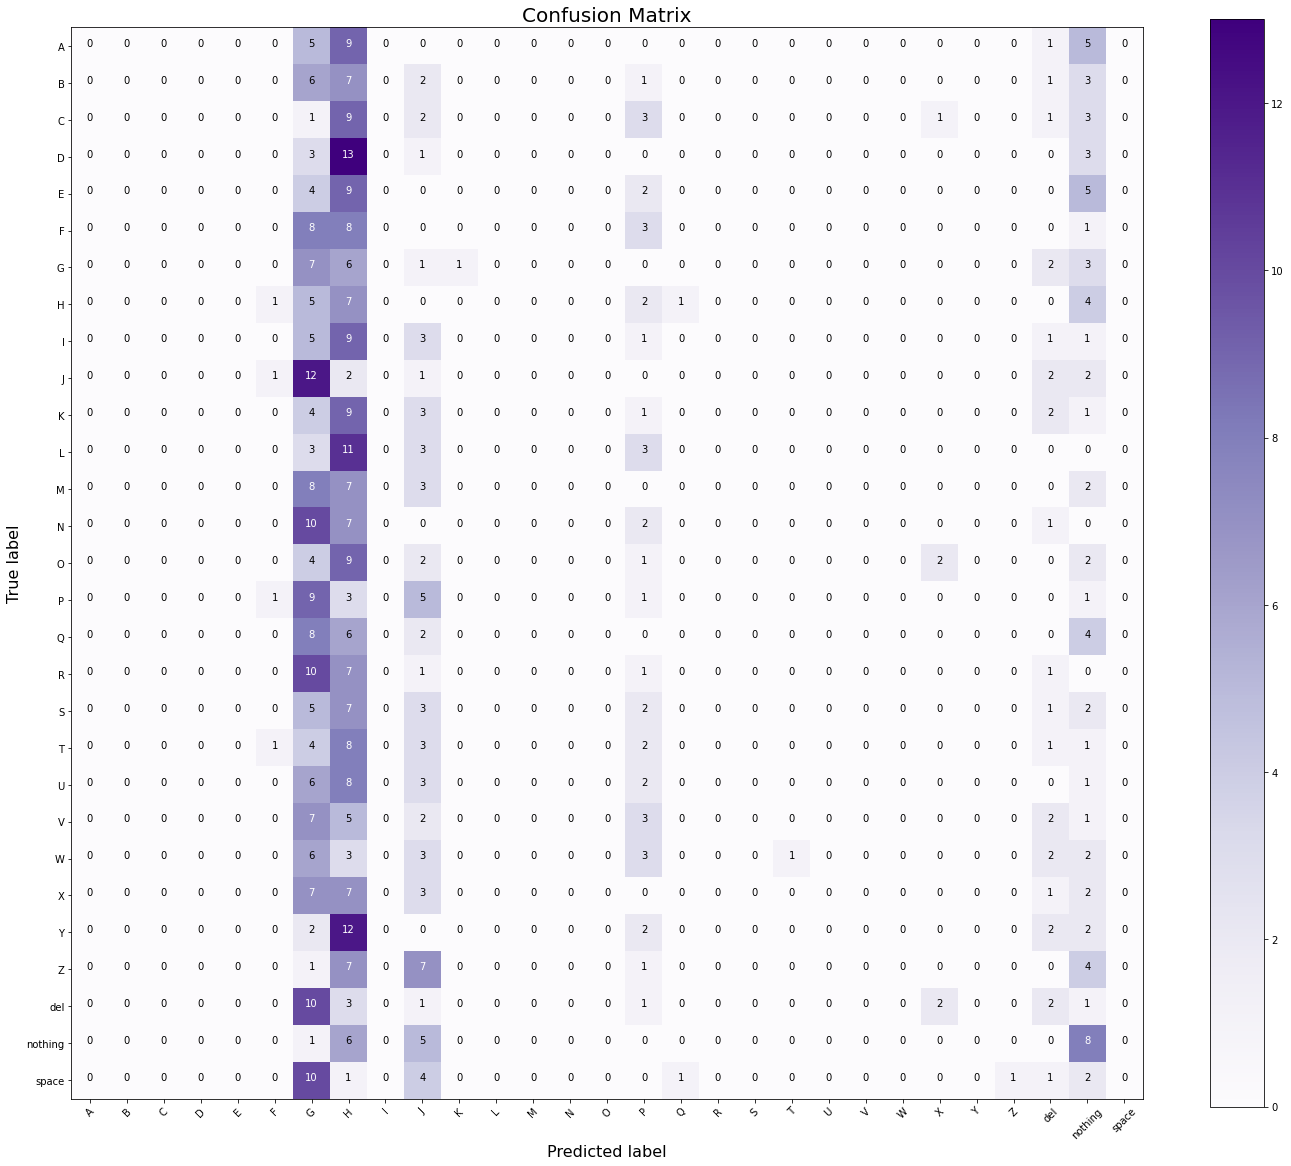 Confusion Matrix
A 0 0 0 0 0 0 5 9 0 0 0 0 0 0 0 0 0 0 0 0 0 0 0 0 0 0 1 5 0
B 0 0 0 0 0 0 6 7 0 2 0 0 0 0 0 1 0 0 0 0 0 0 0 0 0 0 1 3 0
C 0 0 0 0 0 0 1 9 0 2 0 0 0 0 0 3 0 0 0 0 0 0 0 1 0 0 1 3 0
D 0 0 0 0 0 0 3 13 0 1 0 0 0 0 0 0 0 0 0 0 0 0 0 0 0 0 0 3 0
E 0 0 0 0 0 0 4 9 0 0 0 0 0 0 0 2 0 0 0 0 0 0 0 0 0 0 0 5 0
F 0 0 0 0 0 0 8 8 0 0 0 0 0 0 0 3 0 0 0 0 0 0 0 0 0 0 0 1 0
G 0 0 0 0 0 0 7 6 0 1 1 0 0 0 0 0 0 0 0 0 0 0 0 0 0 0 2 3 0
H 0 0 0 0 0 1 5 7 0 0 0 0 0 0 0 2 1 0 0 0 0 0 0 0 0 0 0 4 0
I 0 0 0 0 0 0 5 9 0 3 0 0 0 0 0 1 0 0 0 0 0 0 0 0 0 0 1 1 0
J 0 0 0 0 0 1 12 2 0 1 0 0 0 0 0 0 0 0 0 0 0 0 0 0 0 0 2 2 0
K 0 0 0 0 0 0 4 9 0 3 0 0 0 0 0 1 0 0 0 0 0 0 0 0 0 0 2 1 0
L 0 0 0 0 0 0 3 11 0 3 0 0 0 0 0 3 0 0 0 0 0 0 0 0 0 0 0 0 0
M 0 0 0 0 0 0 8 7 0 3 0 0 0 0 0 0 0 0 0 0 0 0 0 0 0 0 0 2 0
N 0 0 0 0 0 0 10 7 0 0 0 0 0 0 0 2 0 0 0 0 0 0 0 0 0 0 1 0 0
O 0 0 0 0 0 0 4 9 0 2 0 0 0 0 0 1 0 0 0 0 0 0 0 2 0 0 0 2 0
P 0 0 0 0 0 1 9 3 0 5 0 0 0 0 0 1 0 0 0 0 0 0 0 0 0 0 0 1 0
Q 0 0 0 0 0 0 8 6 0 2 0 0 0 0 0 0 0 0 0 0 0 0 0 0 0 0 0 4 0
R 0 0 0 0 0 0 10 7 0 1 0 0 0 0 0 1 0 0 0 0 0 0 0 0 0 0 1 0 0
S 0 0 0 0 0 0 5 7 0 3 0 0 0 0 0 2 0 0 0 0 0 0 0 0 0 0 1 2 0
T 0 0 0 0 0 1 4 8 0 3 0 0 0 0 0 2 0 0 0 0 0 0 0 0 0 0 1 1 0
U 0 0 0 0 0 0 6 8 0 3 0 0 0 0 0 2 0 0 0 0 0 0 0 0 0 0 0 1 0
V 0 0 0 0 0 0 7 5 0 2 0 0 0 0 0 3 0 0 0 0 0 0 0 0 0 0 2 1 0
W 0 0 0 0 0 0 6 3 0 3 0 0 0 0 0 3 0 0 0 1 0 0 0 0 0 0 2 2 0
X 0 0 0 0 0 0 7 7 0 3 0 0 0 0 0 0 0 0 0 0 0 0 0 0 0 0 1 2 0
Y 0 0 0 0 0 0 2 12 0 0 0 0 0 0 0 2 0 0 0 0 0 0 0 0 0 0 2 2 0
Z 0 0 0 0 0 0 1 7 0 7 0 0 0 0 0 1 0 0 0 0 0 0 0 0 0 0 0 4 0
del 0 0 0 0 0 0 10 3 0 1 0 0 0 0 0 1 0 0 0 0 0 0 0 2 0 0 2 1 0
nothing 0 0 0 0 0 0 1 6 0 5 0 0 0 0 0 0 0 0 0 0 0 0 0 0 0 0 0 8 0
space 0 0 0 0 0 0 10 1 0 4 0 0 0 0 0 0 1 0 0 0 0 0 0 0 0 1 1 2 0
A B C D E F G H I J K L M N O P Q R S T U V W X Y Z del nothing space
Predicted label
True label
12
10
8
6
4
2
0